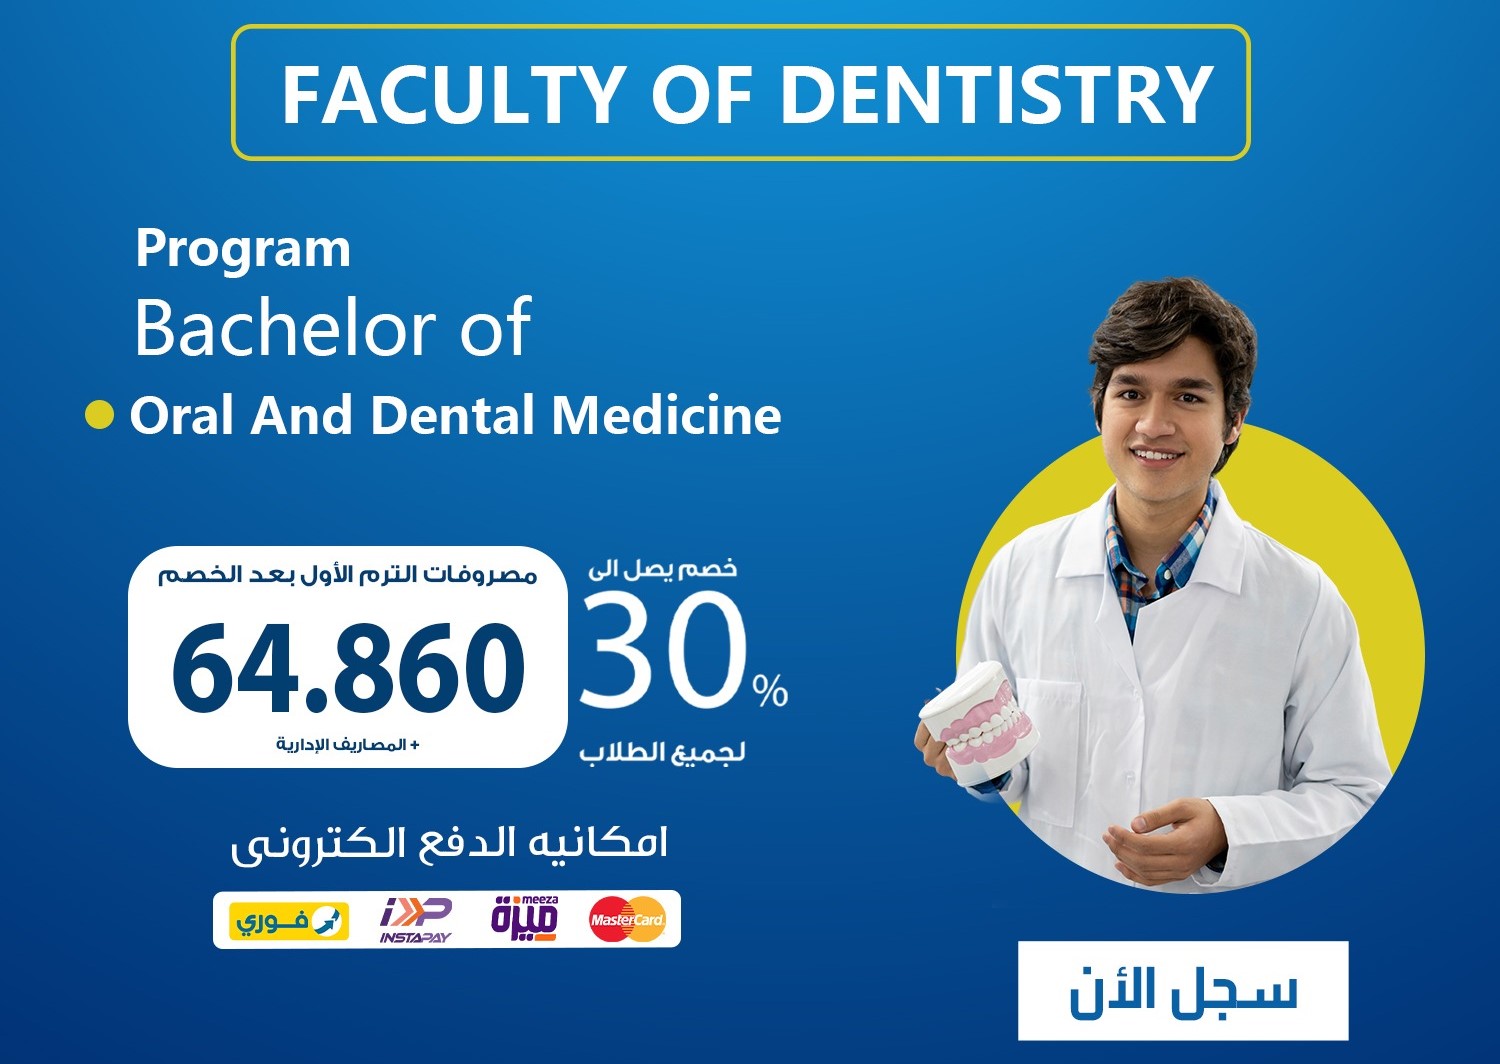 FACULTY OF DENTISTRY
Program
Bachelor of
Oral And Dental Medicine
مصروفات الترم الأول بعد الخصم
64.860
+ المصاريف الإدارية
خصم يصل الى
30%
لجميع الطلاب
امكانيه الدفع الكترونى
فوري
INSTAPAY
meeza
ميزة
MasterCard
سجل الأن